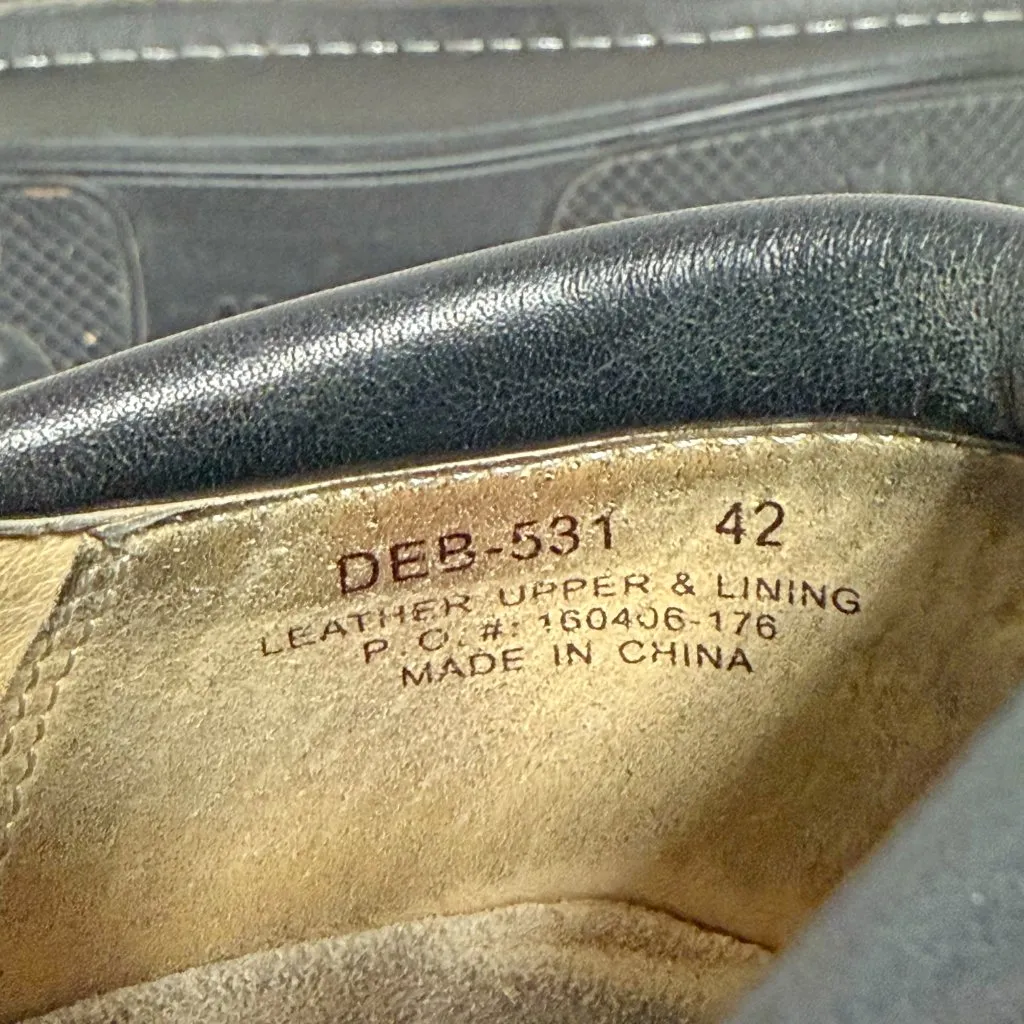 DEB-531 42
LEATHER UPPER & LINING
P.O.#: 160406-176
MADE IN CHINA